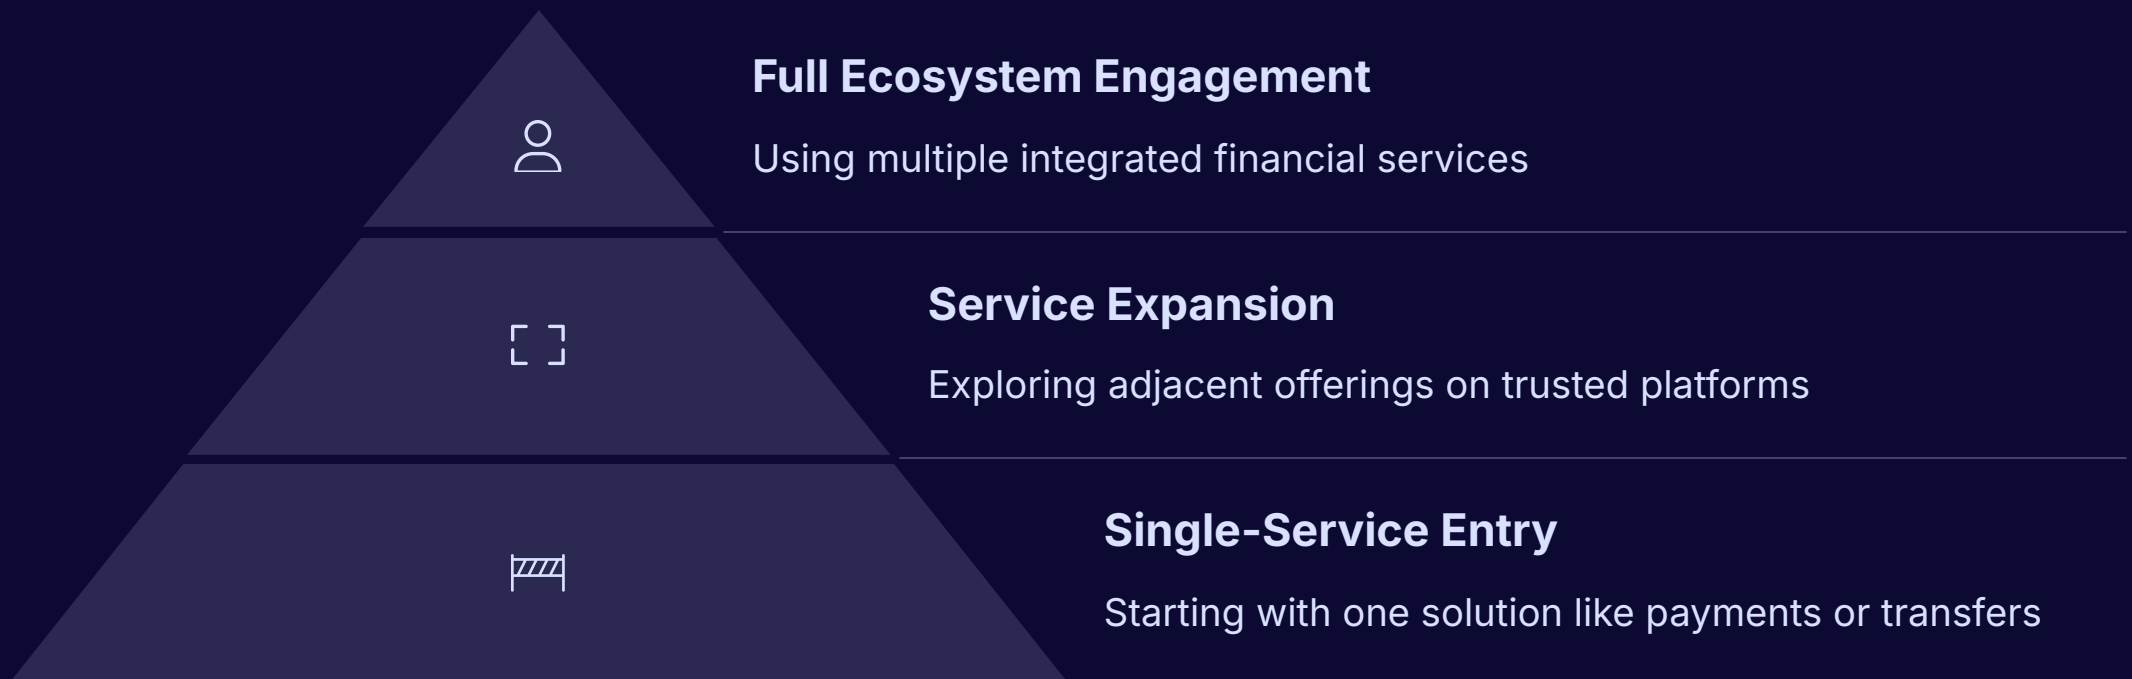 Full Ecosystem Engagement
Using multiple integrated financial services
Service Expansion
Exploring adjacent offerings on trusted platforms
Single-Service Entry
Starting with one solution like payments or transfers